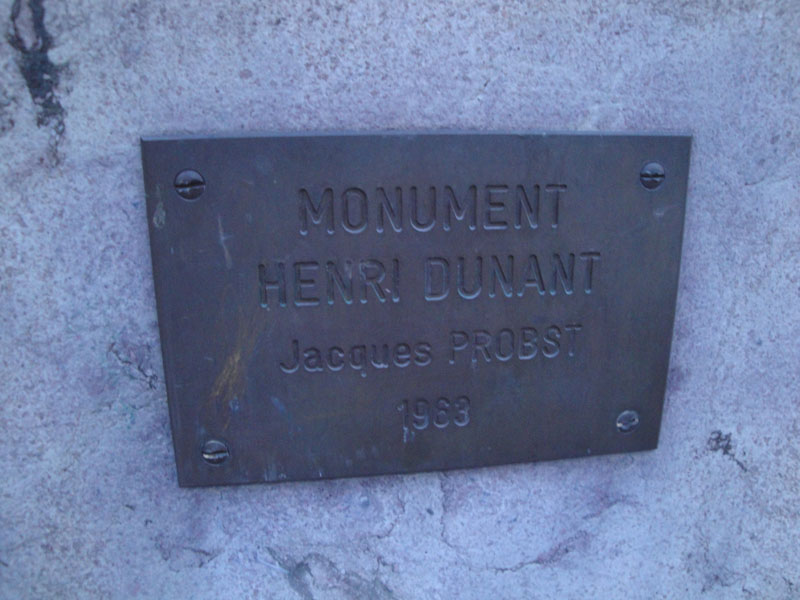 MONUMENT
HENRI DUNANT
Jacques PROBST
1963